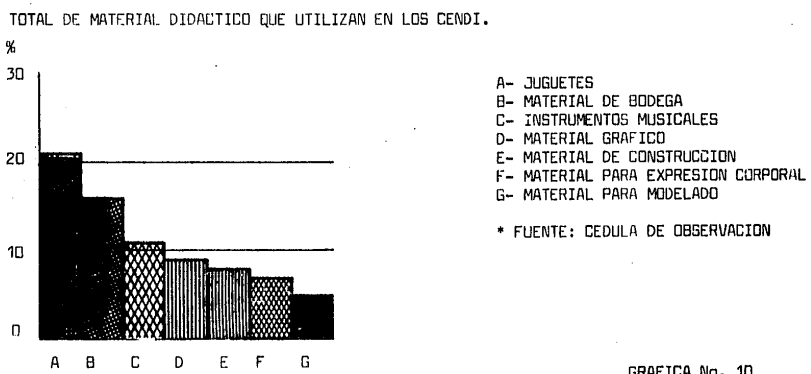 TOTAL DE MATERIAL DIDACTICO QUE UTILIZAN EN LOS CENDI.
%
30
20
10
0
A B C D E F G
A- JUGUETES
B- MATERIAL DE BODEGA
C- INSTRUMENTOS MUSICALES
D- MATERIAL GRAFICO
E- MATERIAL DE CONSTRUCCION
F- MATERIAL PARA EXPRESION CORPORAL
G- MATERIAL PARA MODELADO
* FUENTE: CEDULA DE OBSERVACION
GRAFICA No. 10